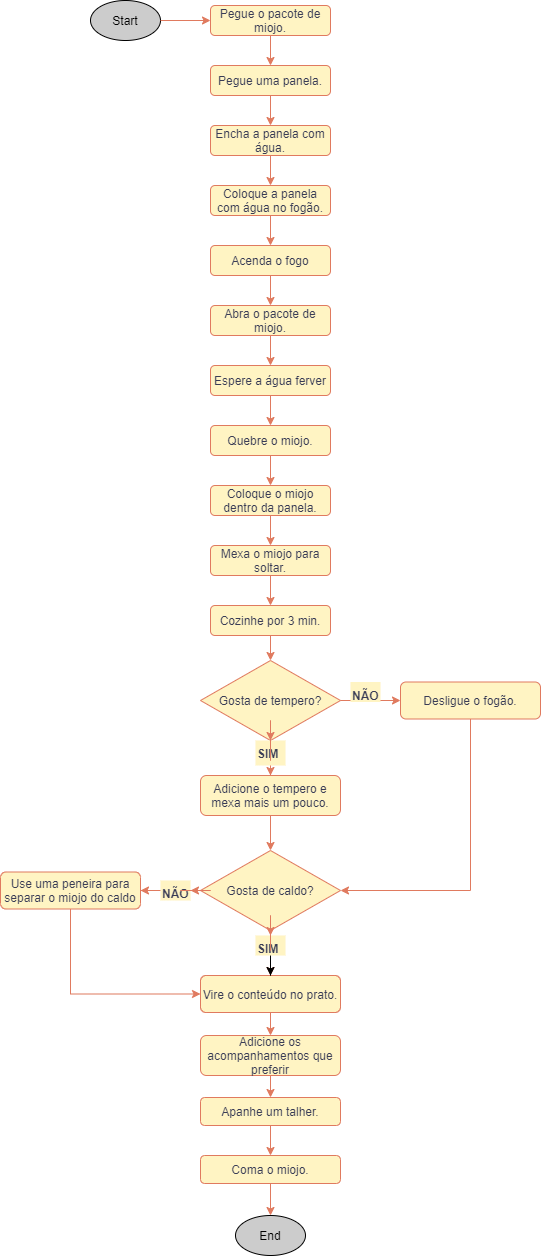 Start
Pegue o pacote de
miojo.
Pegue uma panela.
Encha a panela com
água.
Coloque a panela
com água no fogão.
Acenda o fogo
Abra o pacote de
miojo.
Espere a água ferver
Quebre o miojo.
Coloque o miojo
dentro da panela.
Mexa o miojo para
soltar.
Cozinhe por 3 min.
Gosta de tempero?
NÃO
Desligue o fogão.
SIM
Adicione o tempero e
mexa mais um pouco.
Gosta de caldo?
NÃO
Use uma peneira para
separar o miojo do caldo
SIM
Vire o conteúdo no prato.
Adicione os
acompanhamentos que
preferir
Apanhe um talher.
Coma o miojo.
End